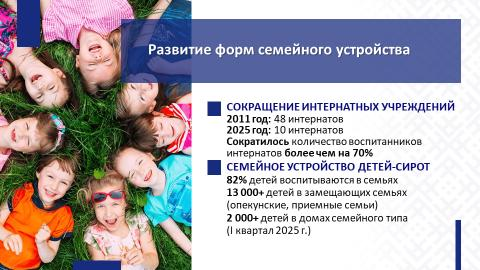 Развитие форм семейного устройства
СОКРАЩЕНИЕ ИНТЕРНАТНЫХ УЧРЕЖДЕНИЙ
2011 год: 48 интернатов
2025 год: 10 интернатов
Сократилось количество воспитанников
интернатов более чем на 70%
СЕМЕЙНОЕ УСТРОЙСТВО ДЕТЕЙ-СИРОТ
82% детей воспитываются в семьях
13 000+ детей в замещающих семьях
(опекунские, приемные семьи)
2 000+ детей в домах семейного типа
(I квартал 2025 г.)